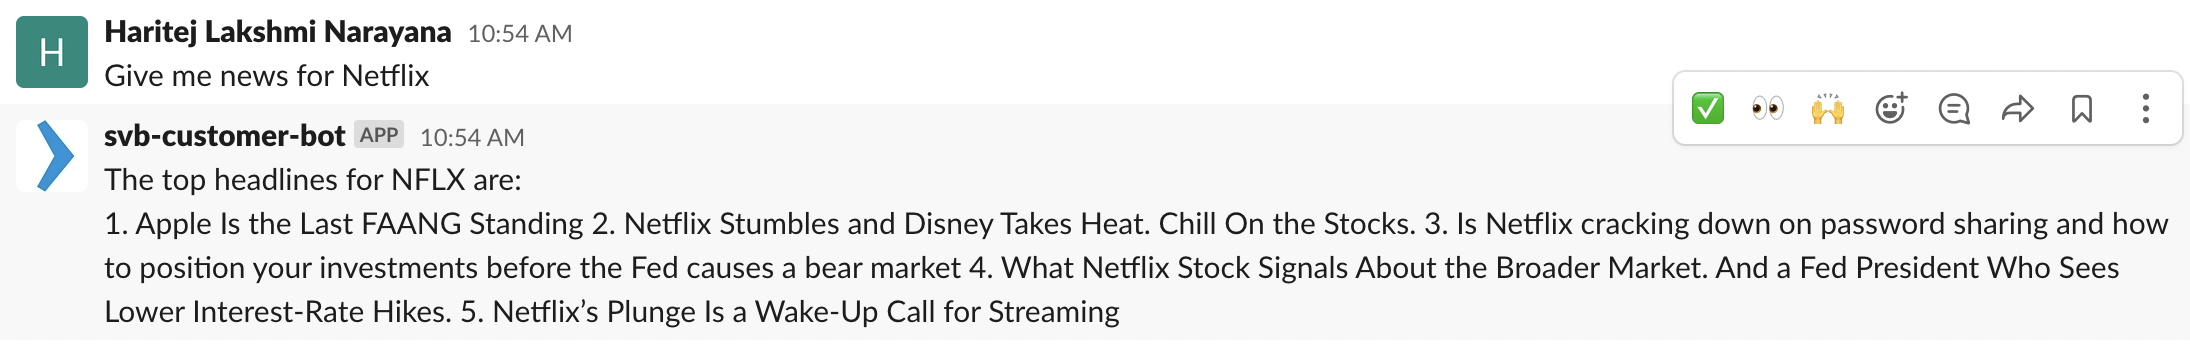 H
Haritej Lakshmi Narayana 10:54 AM
Give me news for Netflix
svb-customer-bot APP 10:54 AM
The top headlines for NFLX are:
1. Apple Is the Last FAANG Standing 2. Netflix Stumbles and Disney Takes Heat. Chill On the Stocks. 3. Is Netflix cracking down on password sharing and how
to position your investments before the Fed causes a bear market 4. What Netflix Stock Signals About the Broader Market. And a Fed President Who Sees
Lower Interest-Rate Hikes. 5. Netflix’s Plunge Is a Wake-Up Call for Streaming